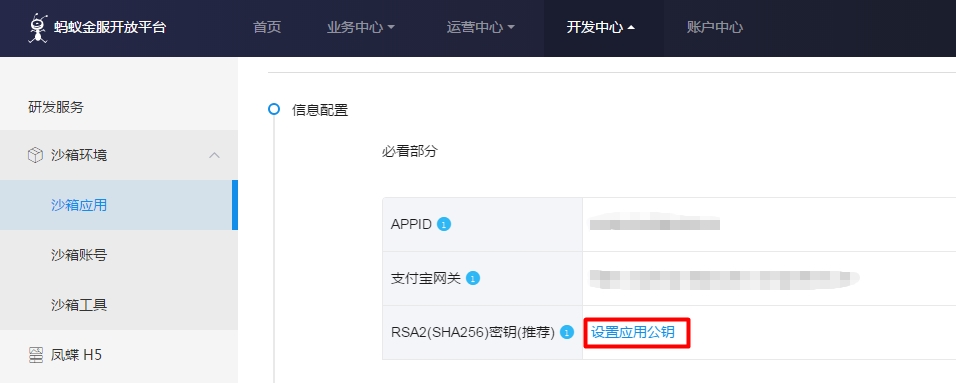 蚂蚁金服开放平台 首页 业务中心 运营中心 开发中心 账户中心
研发服务
沙箱环境
沙箱应用
沙箱账号
沙箱工具
凤蝶 H5
信息配置
必看部分
APPID
支付宝网关
RSA2(SHA256)密钥(推荐) 设置应用公钥